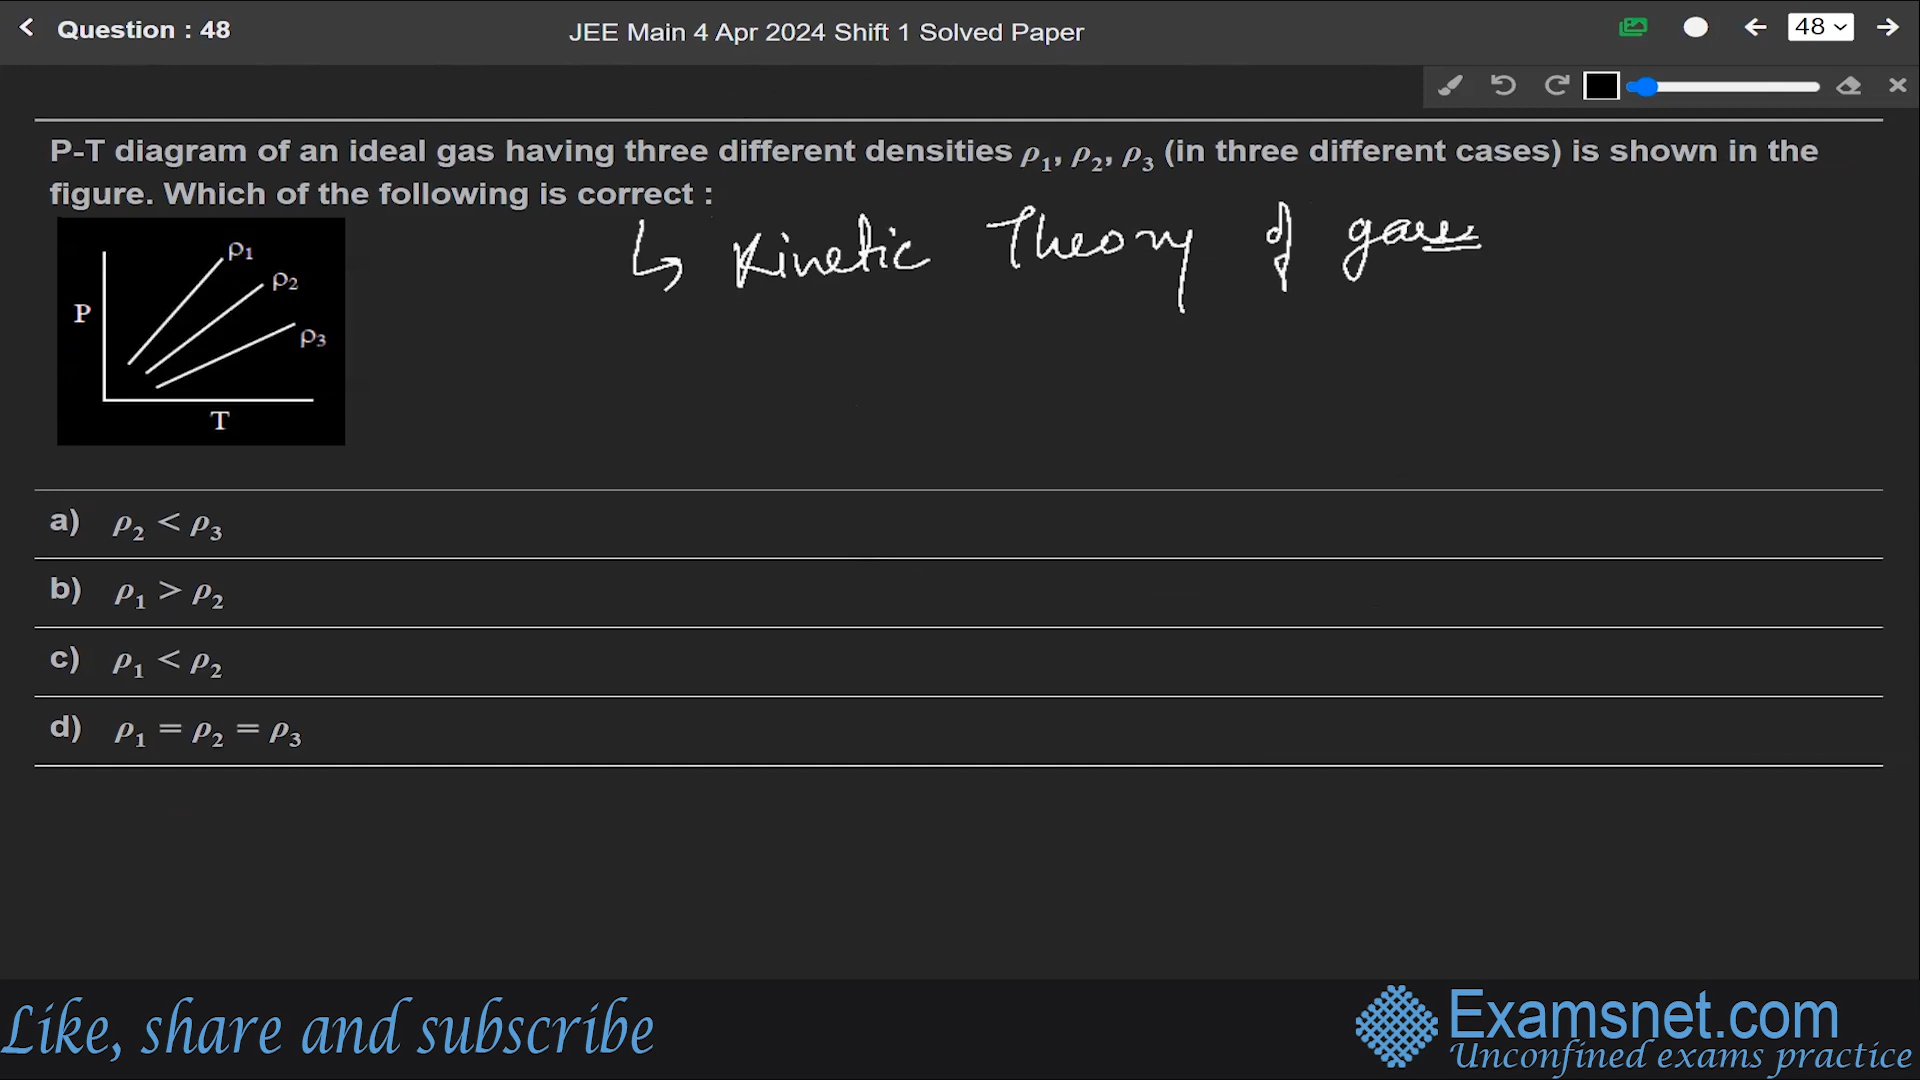 Question : 48
JEE Main 4 Apr 2024 Shift 1 Solved Paper
48
P-T diagram of an ideal gas having three different densities ρ₁, ρ₂, ρ₃ (in three different cases) is shown in the
figure. Which of the following is correct :
↳ Kinetic Theory of gases
ρ1
ρ2
P
ρ3
T
a) ρ₂ < ρ₃
b) ρ₁ > ρ₂
c) ρ₁ < ρ₂
d) ρ₁ = ρ₂ = ρ₃
Like, share and subscribe
Examsnet.com
Unconfined exams practice